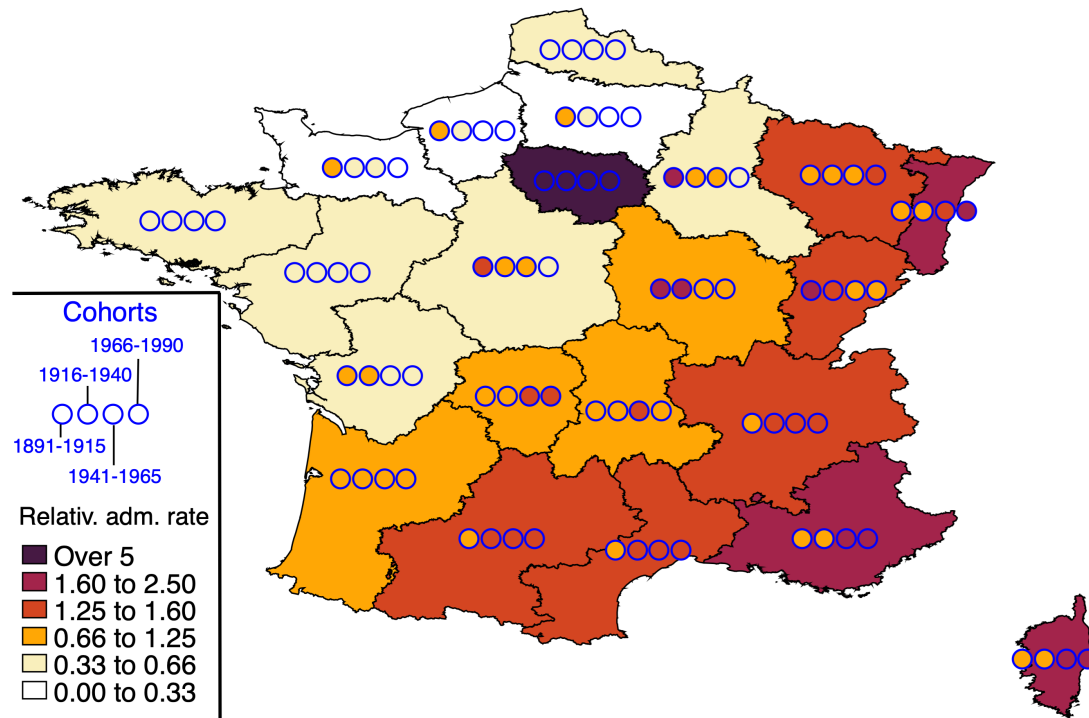 Cohorts
1966-1990
1916-1940
1891-1915
1941-1965
Relativ. adm. rate
Over 5
1.60 to 2.50
1.25 to 1.60
0.66 to 1.25
0.33 to 0.66
0.00 to 0.33